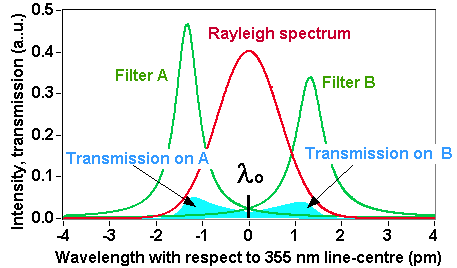 0.5
0.4
0.3
0.2
0.1
0.0
Intensity, transmission (a..u.)
Rayleigh spectrum
Filter A
Filter B
Transmission on A
Transmission on B
λo
-4 -3 -2 -1 0 1 2 3 4
Wavelength with respect to 355 nm line-centre (pm)